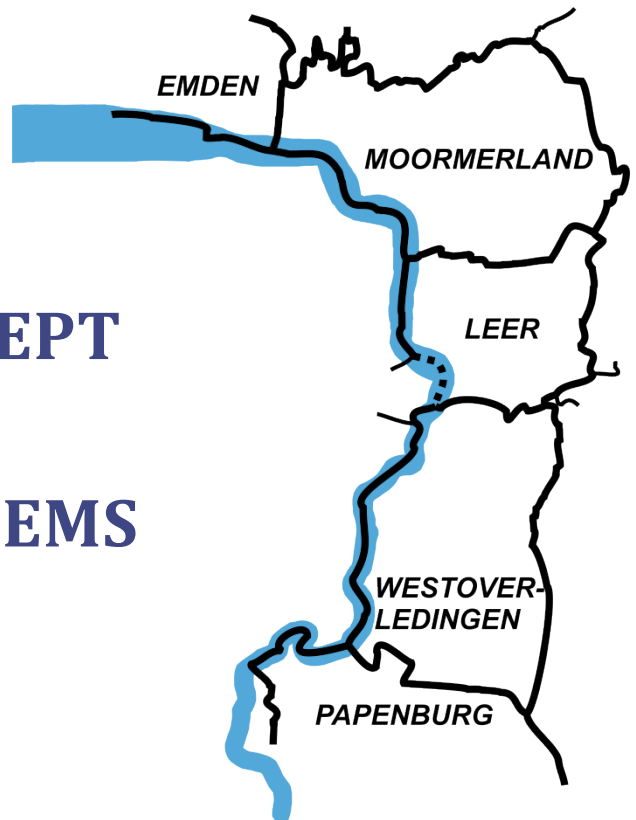 EMDEN
MOORMERLAND
EPT
LEER
EMS
WESTOVER-
LEDINGEN
PAPENBURG